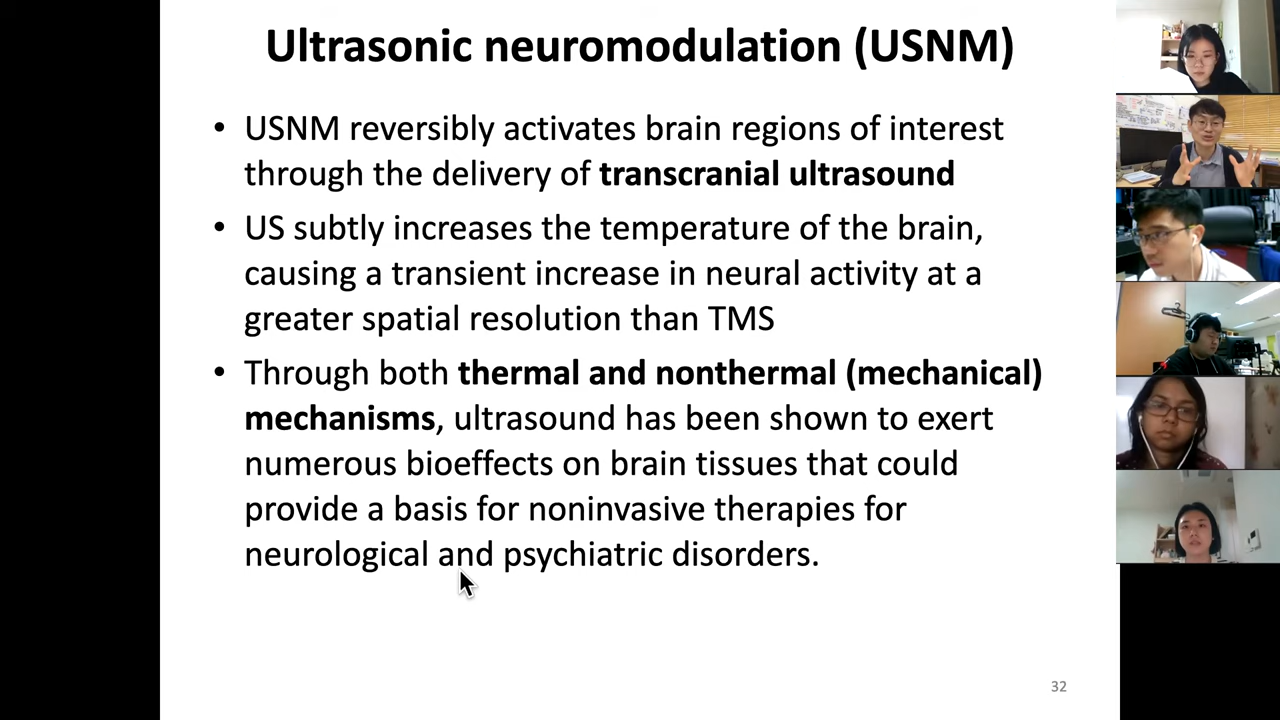 Ultrasonic neuromodulation (USNM)
• USNM reversibly activates brain regions of interest
through the delivery of transcranial ultrasound
• US subtly increases the temperature of the brain,
causing a transient increase in neural activity at a
greater spatial resolution than TMS
• Through both thermal and nonthermal (mechanical)
mechanisms, ultrasound has been shown to exert
numerous bioeffects on brain tissues that could
provide a basis for noninvasive therapies for
neurological and psychiatric disorders.
32